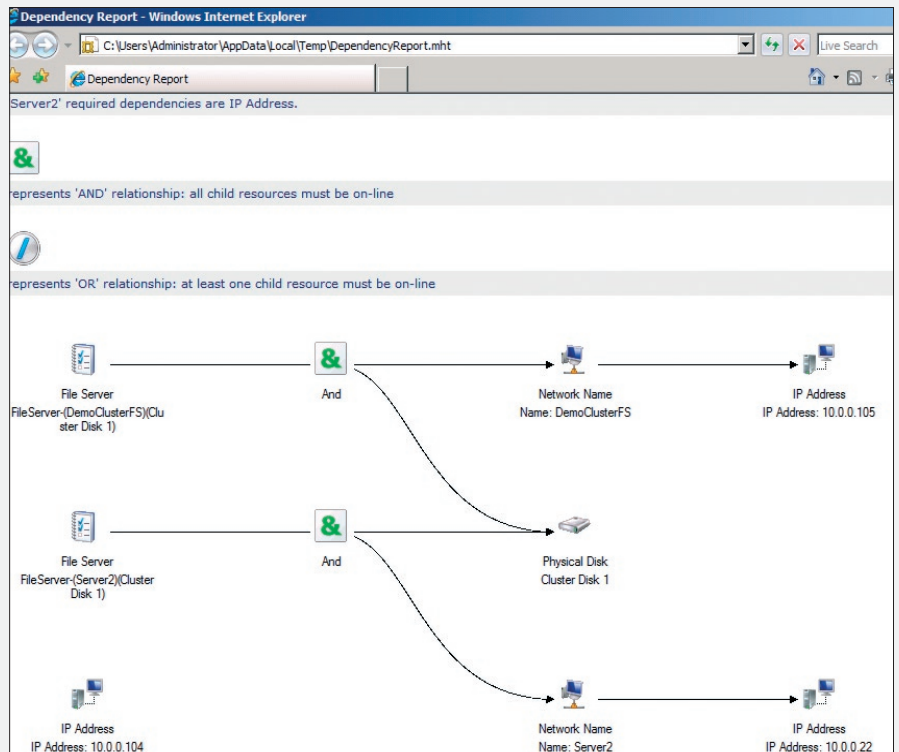 Dependency Report - Windows Internet Explorer
C:\Users\Administrator\AppData\Local\Temp\DependencyReport.mht
Live Search
Dependency Report
Server2' required dependencies are IP Address.
&
represents 'AND' relationship: all child resources must be on-line
/
represents 'OR' relationship: at least one child resource must be on-line
&
File Server
FileServer-(DemoClusterFS)(Clu
ster Disk 1)
And
Network Name
Name: DemoClusterFS
IP Address
IP Address: 10.0.0.105
&
File Server
FileServer-(Server2)(Cluster
Disk 1)
And
Physical Disk
Cluster Disk 1
IP Address
IP Address: 10.0.0.104
Network Name
Name: Server2
IP Address
IP Address: 10.0.0.22